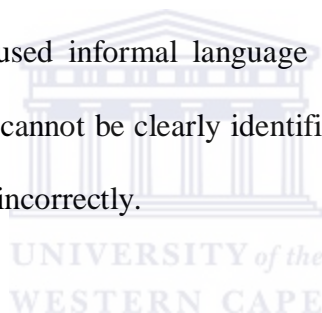 used informal language
cannot be clearly identifi
incorrectly.
UNIVERSITY of the
WESTERN CAPE